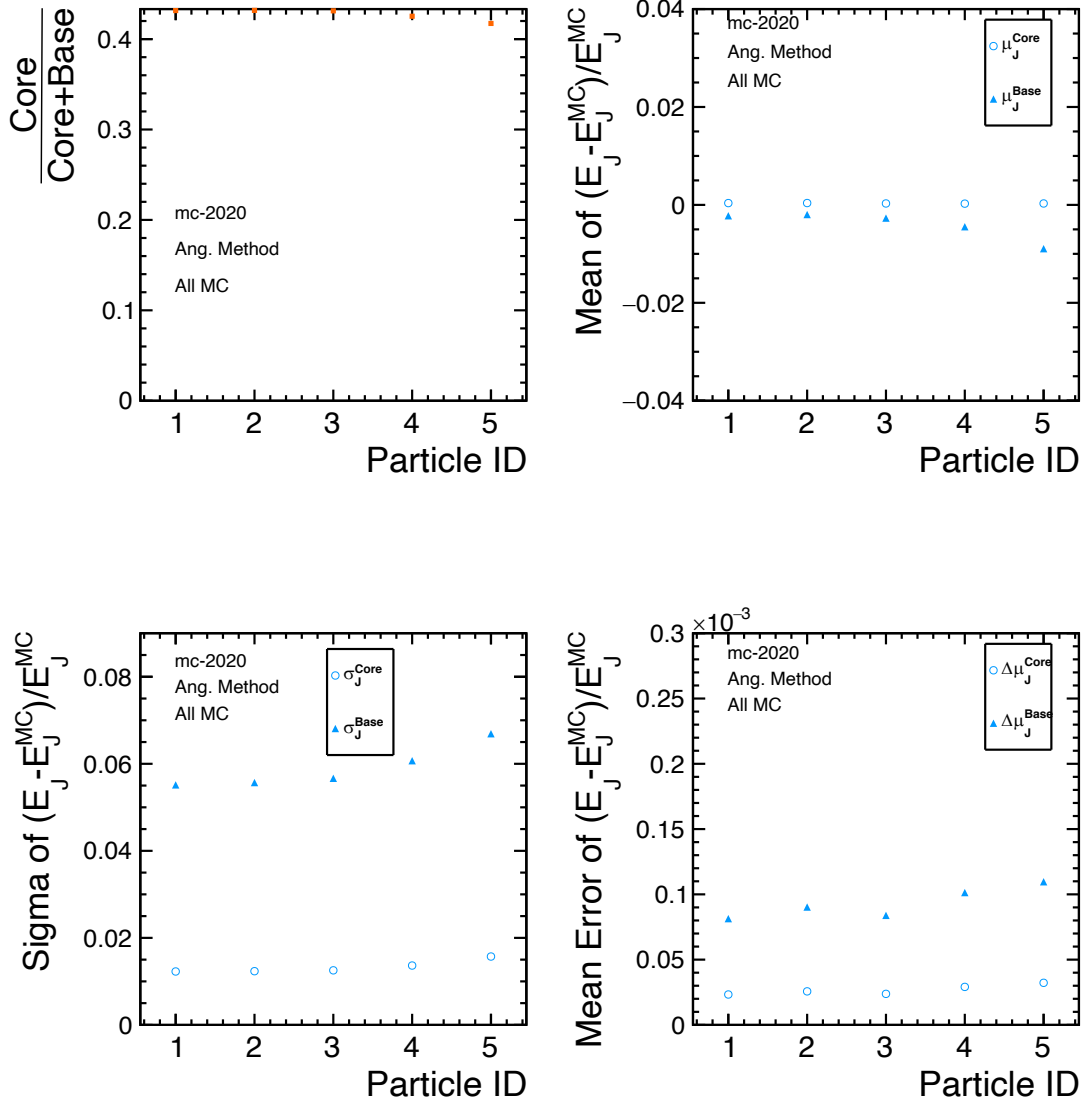 Core
Core+Base
0.4
0.3
0.2
0.1
0
mc-2020
Ang. Method
All MC
1 2 3 4 5
Particle ID
Mean of (E_J-E_J^MC)/E_J^MC
0.04
0.02
0
−0.02
−0.04
mc-2020
Ang. Method
All MC
μ_J^Core
μ_J^Base
1 2 3 4 5
Particle ID
Sigma of (E_J-E_J^MC)/E_J^MC
0.08
0.06
0.04
0.02
0
mc-2020
Ang. Method
All MC
σ_J^Core
σ_J^Base
1 2 3 4 5
Particle ID
Mean Error of (E_J-E_J^MC)/E_J^MC
×10^−3
0.3
0.25
0.2
0.15
0.1
0.05
0
mc-2020
Ang. Method
All MC
Δμ_J^Core
Δμ_J^Base
1 2 3 4 5
Particle ID